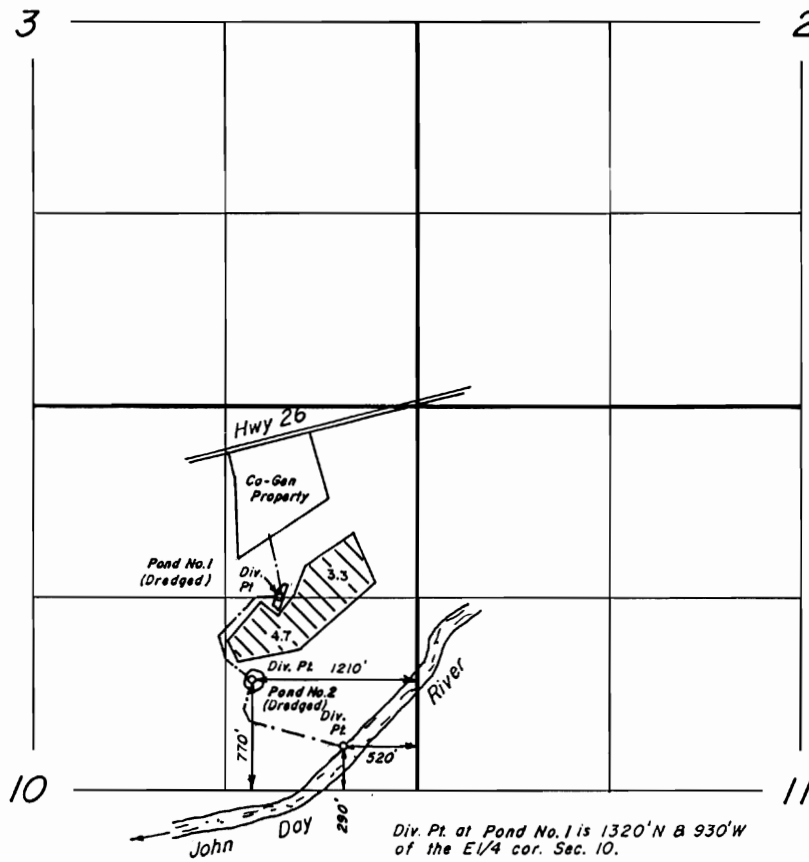 3 2
Hwy 26
Co-Gen
Property
Pond No.1
(Dredged)
Div.
Pt
3.3
4.7
Div. Pt. 1210'
Pond No.2
(Dredged)
Div.
Pt
770'
520'
290'
River
10 11
John Day
Div. Pt. at Pond No. 1 is 1320'N & 930'W
of the E1/4 cor. Sec. 10.